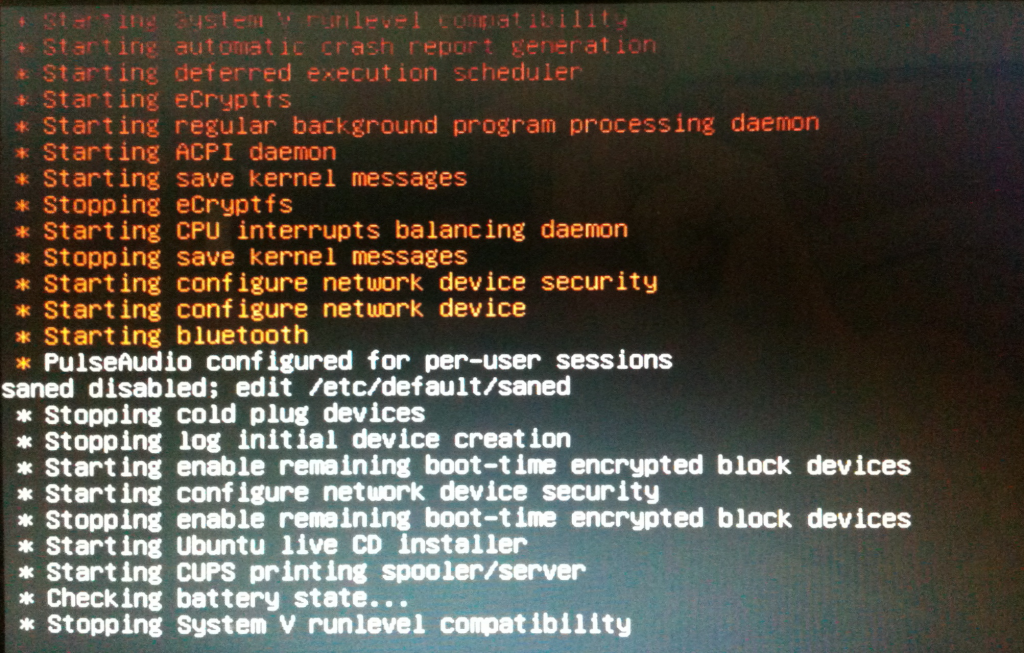 * Starting System V runlevel compatibility
* Starting automatic crash report generation
* Starting deferred execution scheduler
* Starting eCryptfs
* Starting regular background program processing daemon
* Starting ACPI daemon
* Starting save kernel messages
* Stopping eCryptfs
* Starting CPU interrupts balancing daemon
* Stopping save kernel messages
* Starting configure network device security
* Starting configure network device
* Starting bluetooth
* PulseAudio configured for per-user sessions
saned disabled; edit /etc/default/saned
* Stopping cold plug devices
* Stopping log initial device creation
* Starting enable remaining boot-time encrypted block devices
* Starting configure network device security
* Stopping enable remaining boot-time encrypted block devices
* Starting Ubuntu live CD installer
* Starting CUPS printing spooler/server
* Checking battery state...
* Stopping System V runlevel compatibility